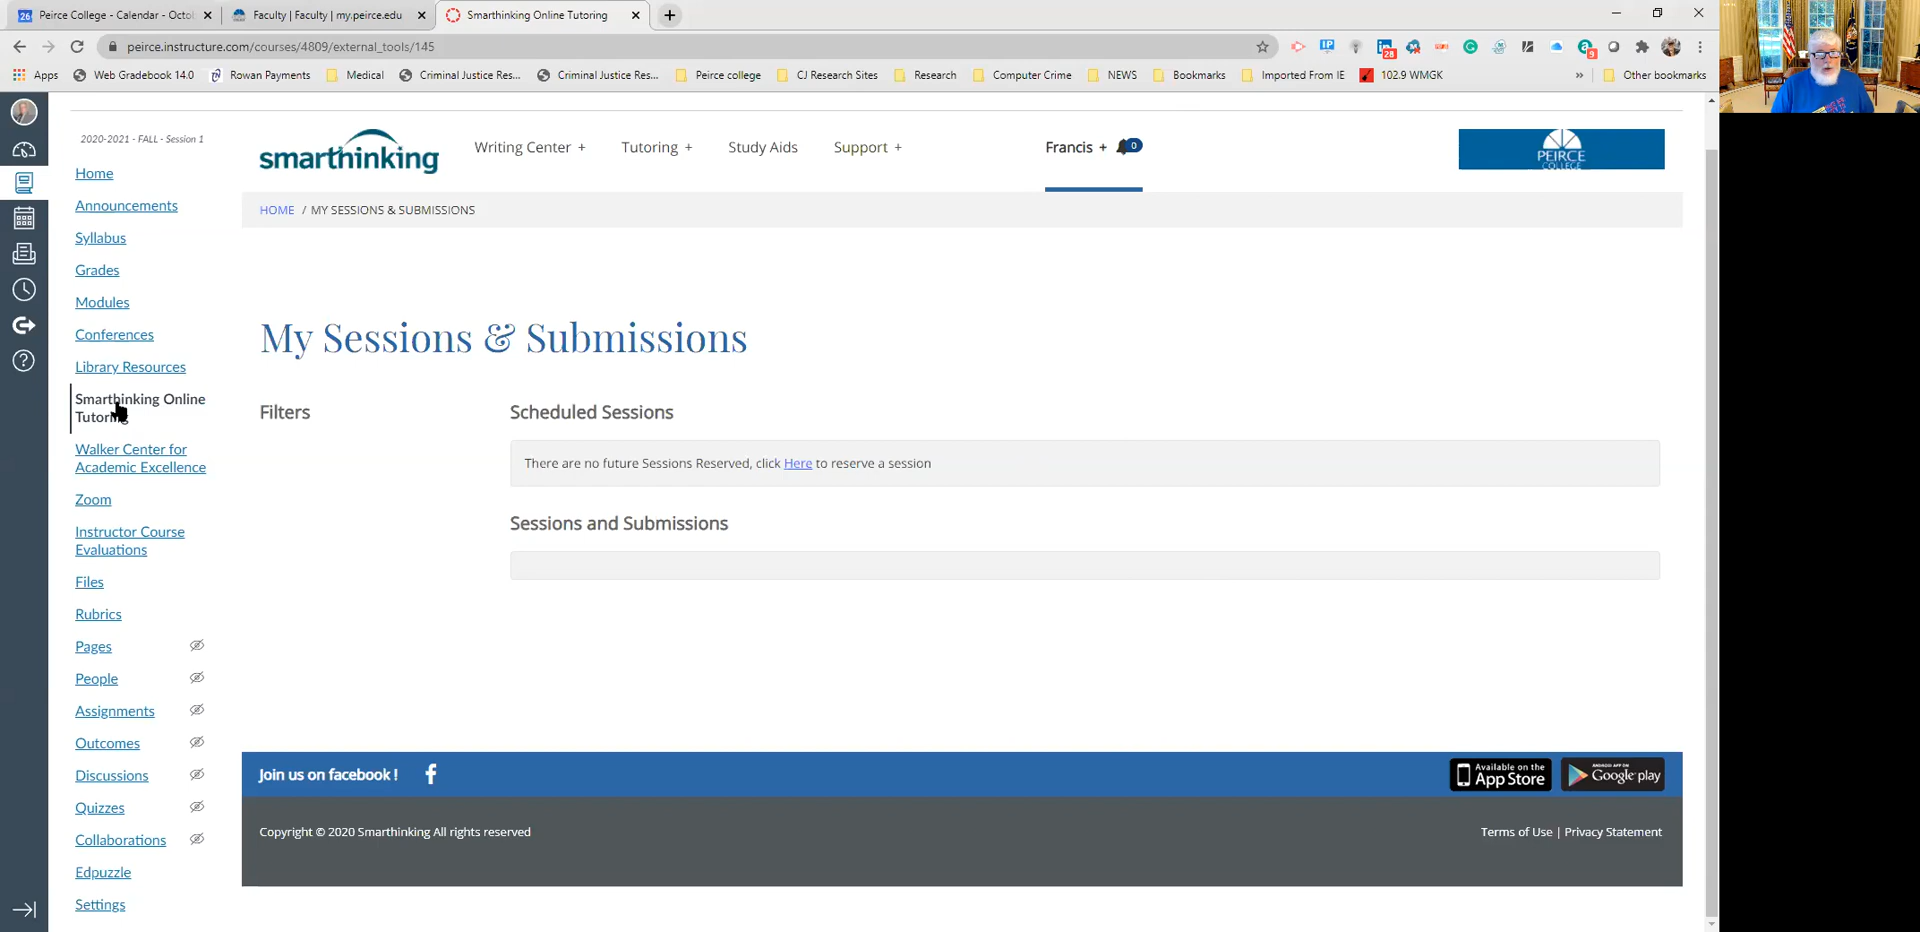 Peirce College - Calendar - Octo
Faculty | Faculty | my.peirce.edu
Smarthinking Online Tutoring
peirce.instructure.com/courses/4809/external_tools/145
Apps
Web Gradebook 14.0
Rowan Payments
Medical
Criminal Justice Res...
Criminal Justice Res...
Peirce college
CJ Research Sites
Research
Computer Crime
NEWS
Bookmarks
Imported From IE
102.9 WMGK
»
Other bookmarks
2020-2021 - FALL - Session 1
Home
Announcements
Syllabus
Grades
Modules
Conferences
Library Resources
Smarthinking Online
Tutoring
Walker Center for
Academic Excellence
Zoom
Instructor Course
Evaluations
Files
Rubrics
Pages
People
Assignments
Outcomes
Discussions
Quizzes
Collaborations
Edpuzzle
Settings
smarthinking
Writing Center +
Tutoring +
Study Aids
Support +
Francis +
0
PEIRCE
COLLEGE
HOME / MY SESSIONS & SUBMISSIONS
My Sessions & Submissions
Filters
Scheduled Sessions
There are no future Sessions Reserved, click Here to reserve a session
Sessions and Submissions
Join us on facebook !
Available on the
App Store
ANDROID APP ON
Google play
Copyright © 2020 Smarthinking All rights reserved
Terms of Use | Privacy Statement